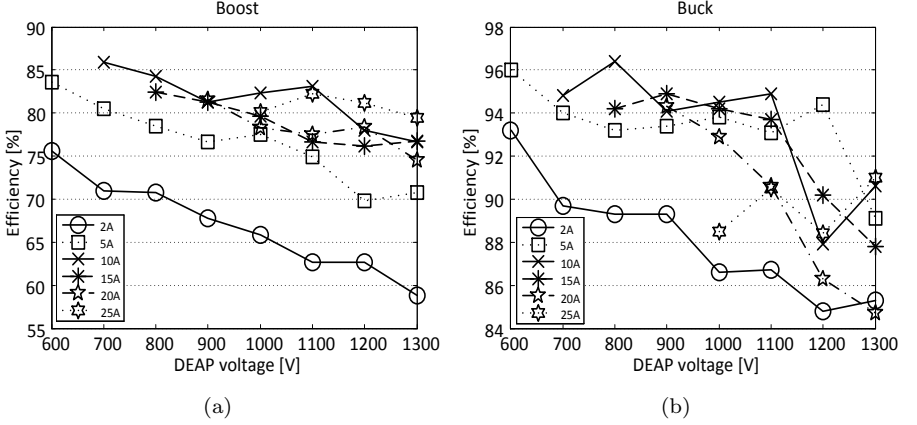 Boost
90
85
80
75
70
65
60
55
Efficiency [%]
2A
5A
10A
15A
20A
25A
600 700 800 900 1000 1100 1200 1300
DEAP voltage [V]
(a)
Buck
98
96
94
92
90
88
86
84
Efficiency [%]
2A
5A
10A
15A
20A
25A
600 700 800 900 1000 1100 1200 1300
DEAP voltage [V]
(b)